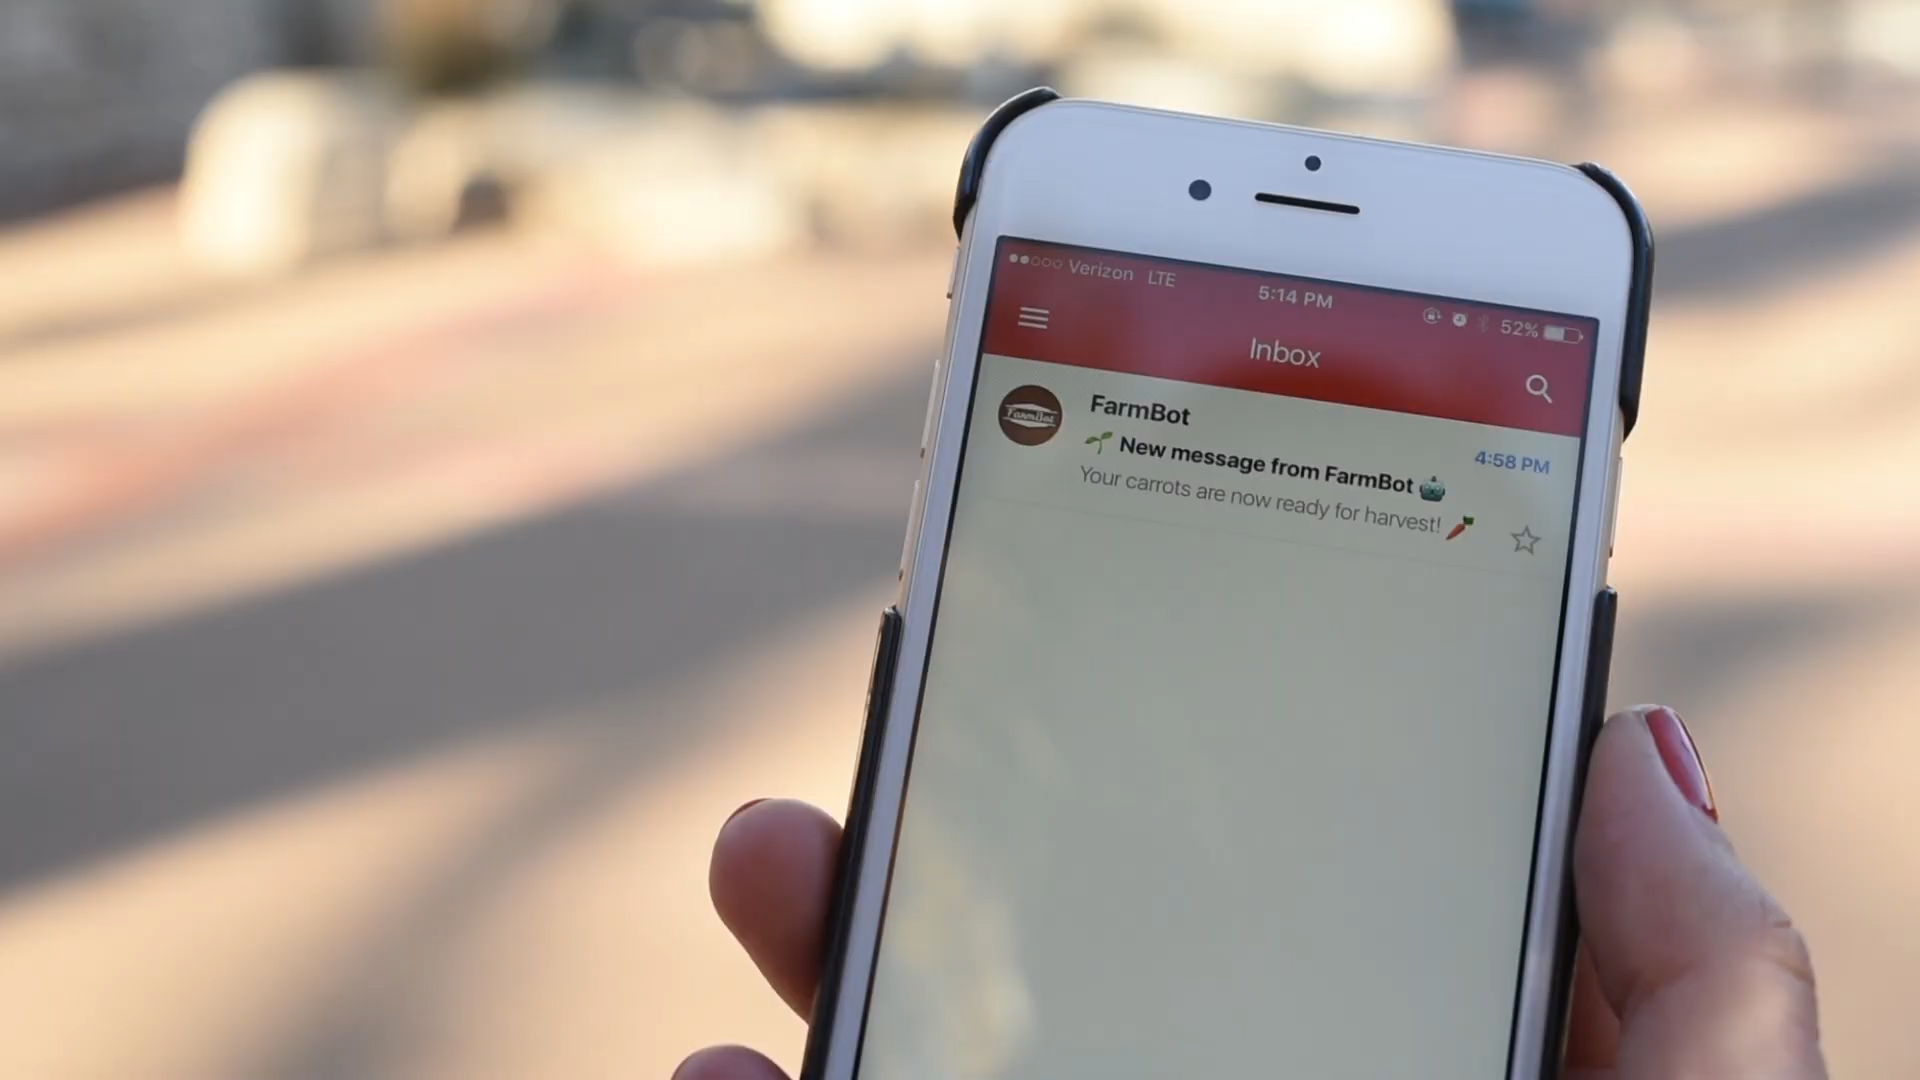 Verizon LTE
5:14 PM
52%
Inbox
FarmBot
FarmBot
🌱 New message from FarmBot 🤖
4:58 PM
Your carrots are now ready for harvest! 🥕